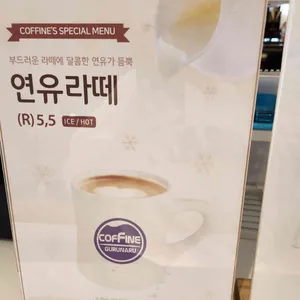 COFFINE'S SPECIAL MENU
부드러운 라떼에 달콤한 연유가 듬뿍
연유라떼
(R) 5,5 ICE / HOT
COFFINE
GURUNARU